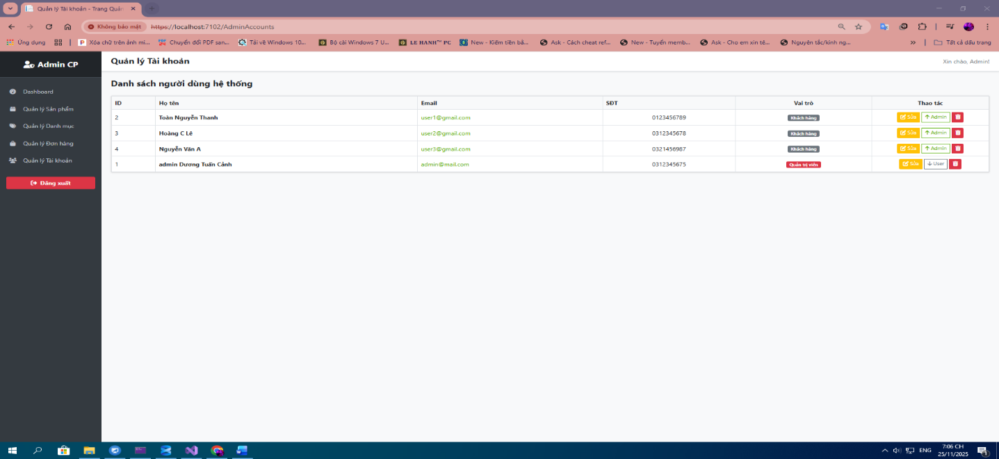 Quản lý Tài khoản - Trang Quản
Không bảo mật https://localhost:7102/AdminAccounts
Ứng dụng Xóa chữ trên ảnh mi... Chuyển đổi PDF san... Tải về Windows 10... Bộ cài Windows 7 U... LE HANH™ PC New - Kiếm tiền bằ... Ask - Cách cheat ref... New - Tuyển memb... Ask - Cho em xin tê... Nguyên tắc/kinh ng... » Tất cả dấu trang
Admin CP
Quản lý Tài khoản
Xin chào, Admin!
Dashboard
Quản lý Sản phẩm
Quản lý Danh mục
Quản lý Đơn hàng
Quản lý Tài khoản
Đăng xuất
Danh sách người dùng hệ thống
ID Họ tên Email SĐT Vai trò Thao tác
2 Toàn Nguyễn Thanh user1@gmail.com 0123456789 Khách hàng Sửa Admin
3 Hoàng C Lê user2@gmail.com 0312345678 Khách hàng Sửa Admin
4 Nguyễn Văn A user3@gmail.com 0321456987 Khách hàng Sửa Admin
1 admin Dương Tuấn Cảnh admin@mail.com 0312345675 Quản trị viên Sửa User
ENG
7:06 CH
25/11/2025
1